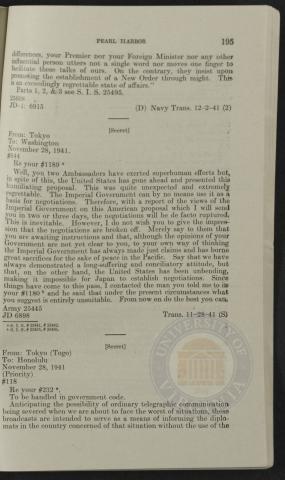 PEARL HARBOR 195
differences, your Premier nor your Foreign Minister nor any other
influential person utters not a single word nor moves one finger to
facilitate these talks of ours. On the contrary, they insist upon
promoting the establishment of a New Order through might. This
is an exceedingly regrettable state of affairs."
Parts 1, 2, & 3 see S. I. S. 25495.
25608
JD-1: 6915 (D) Navy Trans. 12-2-41 (2)
[Secret]
From: Tokyo
To: Washington
November 28, 1941.
#844
Re your #1189 *
Well, you two Ambassadors have exerted superhuman efforts but,
in spite of this, the United States has gone ahead and presented this
humiliating proposal. This was quite unexpected and extremely
regrettable. The Imperial Government can by no means use it as a
basis for negotiations. Therefore, with a report of the views of the
Imperial Government on this American proposal which I will send
you in two or three days, the negotiations will be de facto ruptured.
This is inevitable. However, I do not wish you to give the impres-
sion that the negotiations are broken off. Merely say to them that
you are awaiting instructions and that, although the opinions of your
Government are not yet clear to you, to your own way of thinking
the Imperial Government has always made just claims and has borne
great sacrifices for the sake of peace in the Pacific. Say that we have
always demonstrated a long-suffering and conciliatory attitude, but
that, on the other hand, the United States has been unbending,
making it impossible for Japan to establish negotiations. Since
things have come to this pass, I contacted the man you told me to in
your #1180 * and he said that under the present circumstances what
you suggest is entirely unsuitable. From now on do the best you can.
Army 25445
JD 6898 Trans. 11-28-41 (S)
[Secret]
From: Tokyo (Togo)
To: Honolulu
November 28, 1941
(Priority)
#118
Re your #232 *.
To be handled in government code.
Anticipating the possibility of ordinary telegraphic communication
being severed when we are about to face the worst of situations, these
broadcasts are intended to serve as a means of informing the diplo-
mats in the country concerned of that situation without the use of the